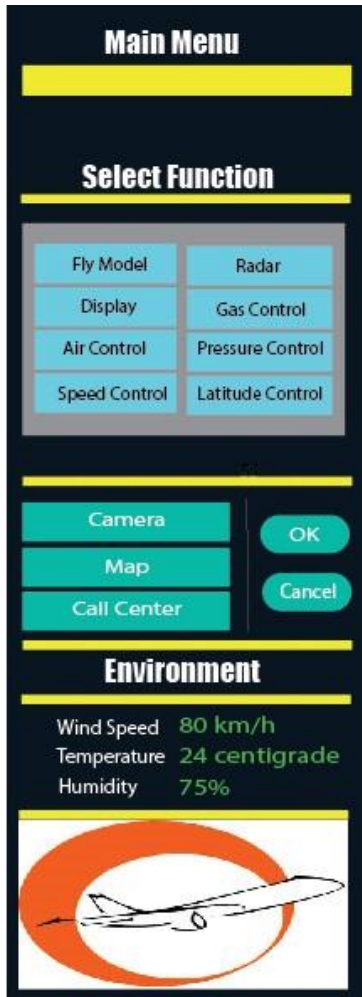 Main Menu
Select Function
Fly Model
Radar
Display
Gas Control
Air Control
Pressure Control
Speed Control
Latitude Control
Camera
OK
Map
Cancel
Call Center
Environment
Wind Speed 80 km/h
Temperature 24 centigrade
Humidity 75%